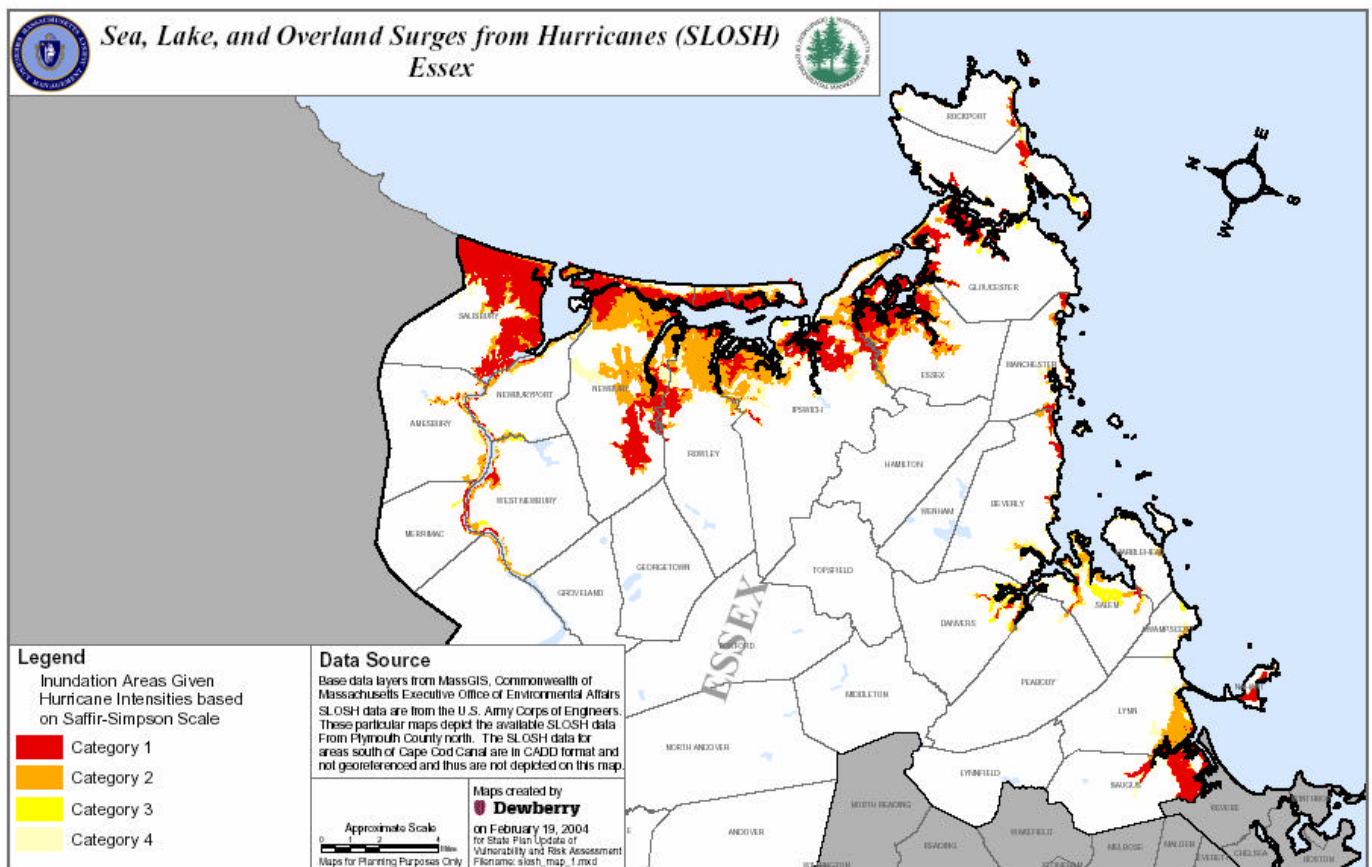 Sea, Lake, and Overland Surges from Hurricanes (SLOSH)
Essex
ROCKPORT
N
E
W
S
GLOUCESTER
SALISBURY
MANCHESTER
ESSEX
NEWBURYPORT
NEWBURY
IPSWICH
AMESBURY
ROWLEY
HAMILTON
WEST NEWBURY
WENHAM
BEVERLY
MERRIMAC
GEORGETOWN
TOPSFIELD
GROVELAND
SALEM
DANVERS
ESSEX
PEABODY
MIDDLETON
LYNN
NORTH ANDOVER
LYNNFIELD
SAUGUS
NORTH READING
REVERE
WAKEFIELD
ANDOVER
READING
MELROSE
MALDEN
EVERETT
CHELSEA
BOSTON
Legend
Inundation Areas Given
Hurricane Intensities based
on Saffir-Simpson Scale
Category 1
Category 2
Category 3
Category 4
Data Source
Base data layers from MassGIS, Commonwealth of
Massachusetts Executive Office of Environmental Affairs
SLOSH data are from the U.S. Army Corps of Engineers.
These particular maps depict the available SLOSH data
From Plymouth County north. The SLOSH data for
areas south of Cape Cod Canal are in CADD format and
not georeferenced and thus are not depicted on this map.
Approximate Scale
0 1 2 4
Miles
Maps for Planning Purposes Only
Maps created by
Dewberry
on February 19, 2004
for State Plan Update of
Vulnerability and Risk Assessment
Filename: slosh_map_1.mxd